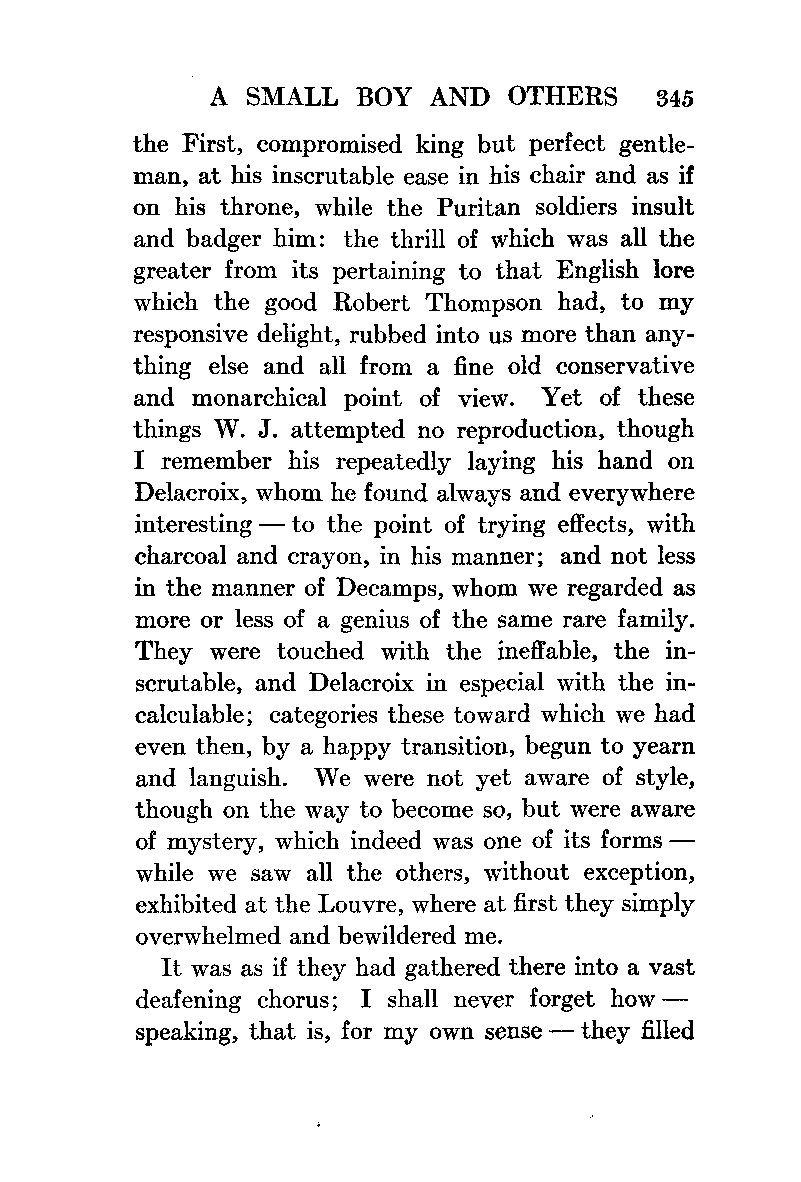 A SMALL BOY AND OTHERS 345
the First, compromised king but perfect gentle-
man, at his inscrutable ease in his chair and as if
on his throne, while the Puritan soldiers insult
and badger him: the thrill of which was all the
greater from its pertaining to that English lore
which the good Robert Thompson had, to my
responsive delight, rubbed into us more than any-
thing else and all from a fine old conservative
and monarchical point of view. Yet of these
things W. J. attempted no reproduction, though
I remember his repeatedly laying his hand on
Delacroix, whom he found always and everywhere
interesting — to the point of trying effects, with
charcoal and crayon, in his manner; and not less
in the manner of Decamps, whom we regarded as
more or less of a genius of the same rare family.
They were touched with the ineffable, the in-
scrutable, and Delacroix in especial with the in-
calculable; categories these toward which we had
even then, by a happy transition, begun to yearn
and languish. We were not yet aware of style,
though on the way to become so, but were aware
of mystery, which indeed was one of its forms —
while we saw all the others, without exception,
exhibited at the Louvre, where at first they simply
overwhelmed and bewildered me.
It was as if they had gathered there into a vast
deafening chorus; I shall never forget how —
speaking, that is, for my own sense — they filled